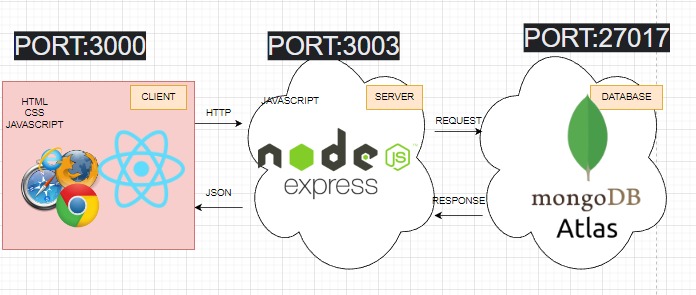 PORT:3000
PORT:3003
PORT:27017
CLIENT
HTML
CSS
JAVASCRIPT
HTTP
JSON
JAVASCRIPT
SERVER
node
JS
express
REQUEST
RESPONSE
DATABASE
mongoDB
Atlas